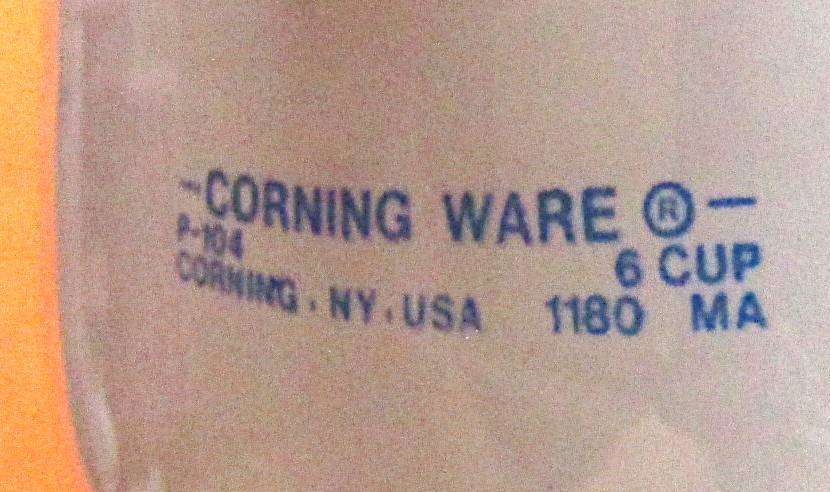 -CORNING WARE ®-
P-104
6 CUP
CORNING . NY . USA 1180 MA